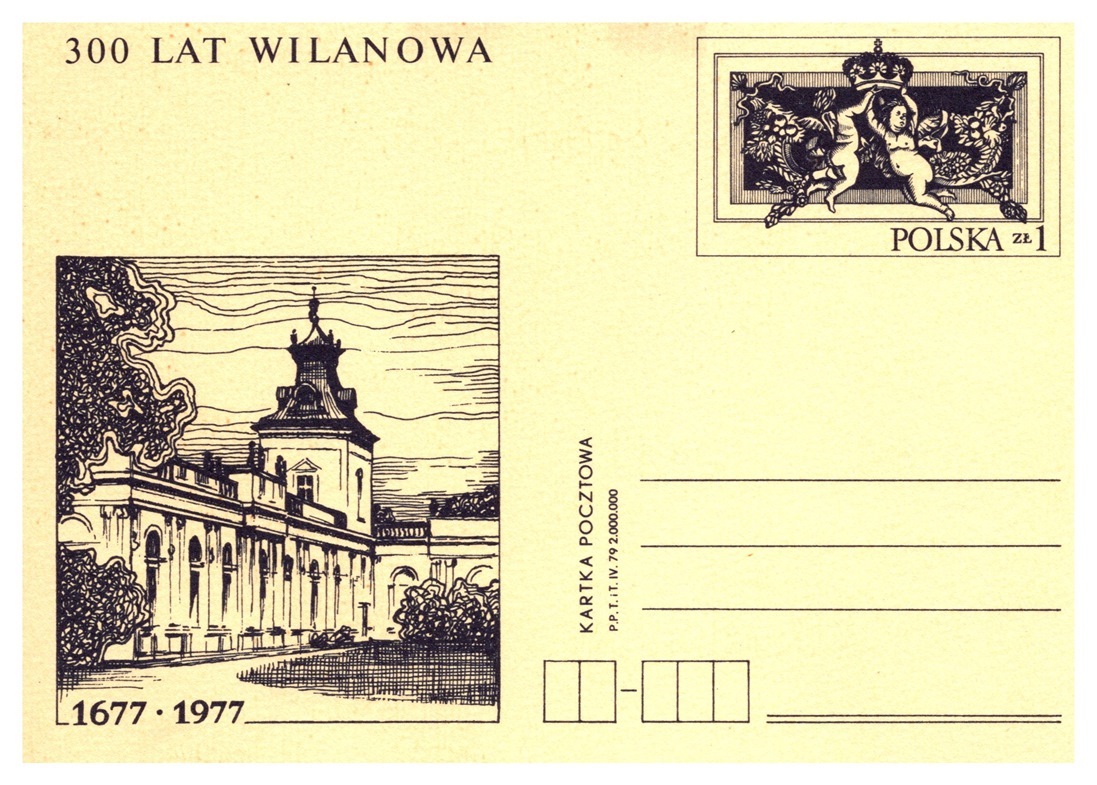 300 LAT WILANOWA
POLSKA ZŁ 1
KARTKA POCZTOWA
P.P.T. i T. IV. 79 2.000.000
1677 · 1977